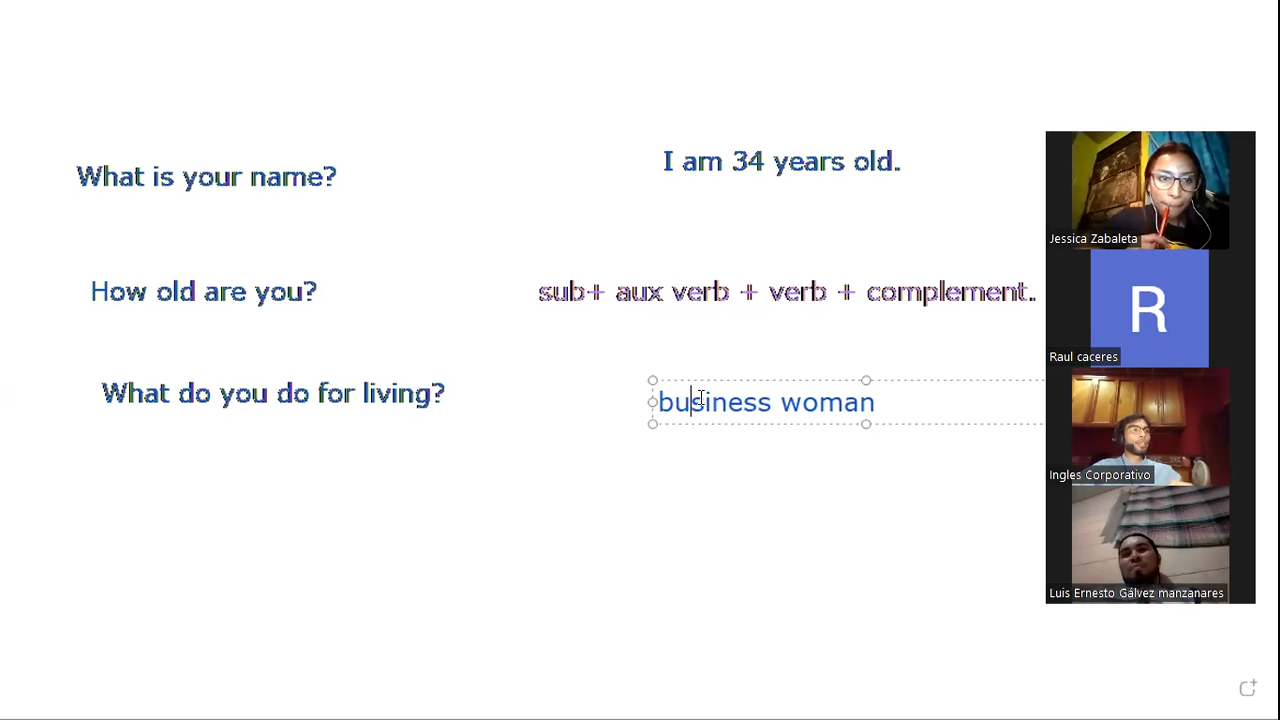 What is your name?
I am 34 years old.
How old are you?
sub+ aux verb + verb + complement.
What do you do for living?
business woman
Jessica Zabaleta
R
Raul caceres
Ingles Corporativo
Luis Ernesto Gálvez manzanares